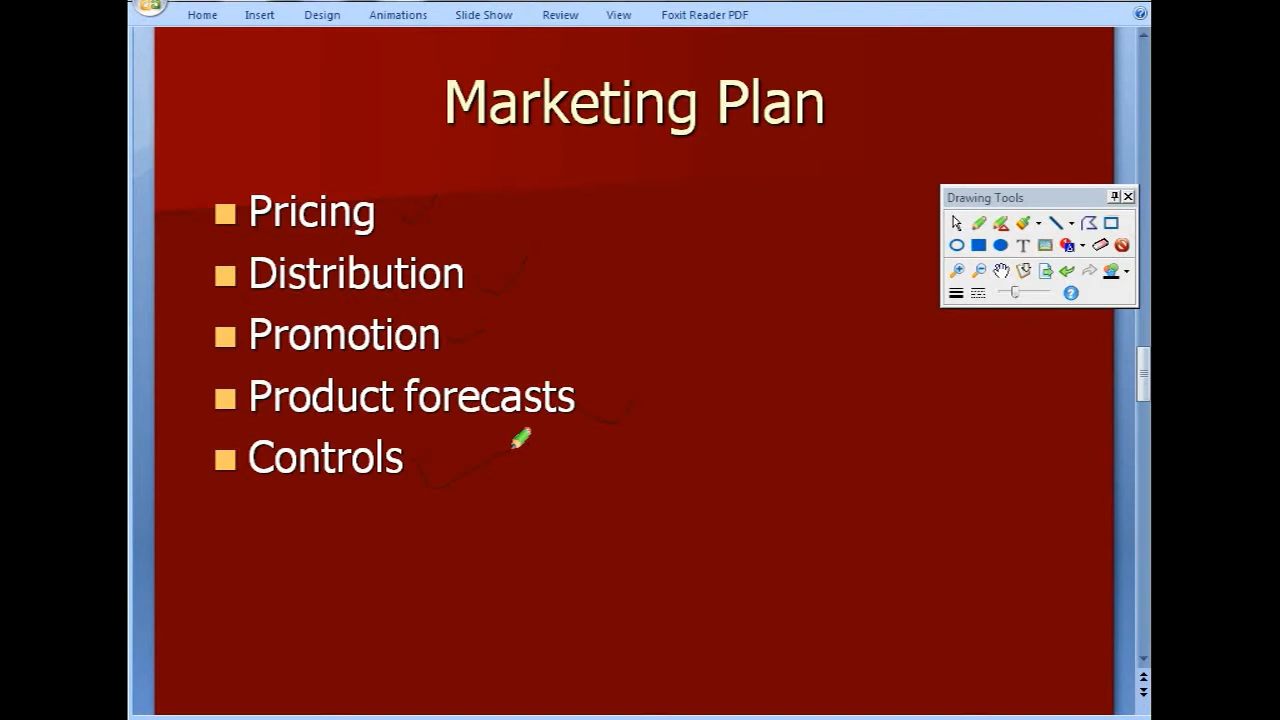 Home Insert Design Animations Slide Show Review View Foxit Reader PDF
Marketing Plan
Pricing
Distribution
Promotion
Product forecasts
Controls
Drawing Tools